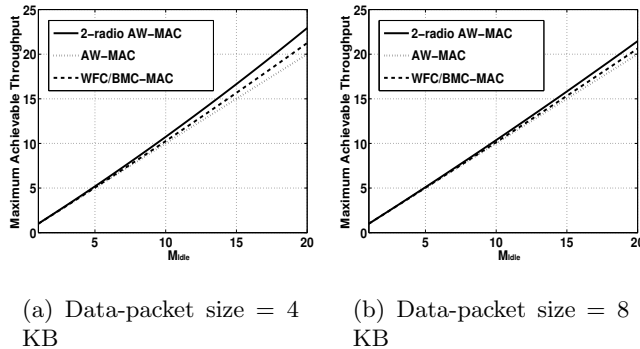 25
20
15
10
5
0
Maximum Achievable Throughput
2−radio AW−MAC
AW−MAC
WFC/BMC−MAC
5 10 15 20
M_Idle
25
20
15
10
5
0
Maximum Achievable Throughput
2−radio AW−MAC
AW−MAC
WFC/BMC−MAC
5 10 15 20
M_Idle
(a) Data-packet size = 4
KB
(b) Data-packet size = 8
KB